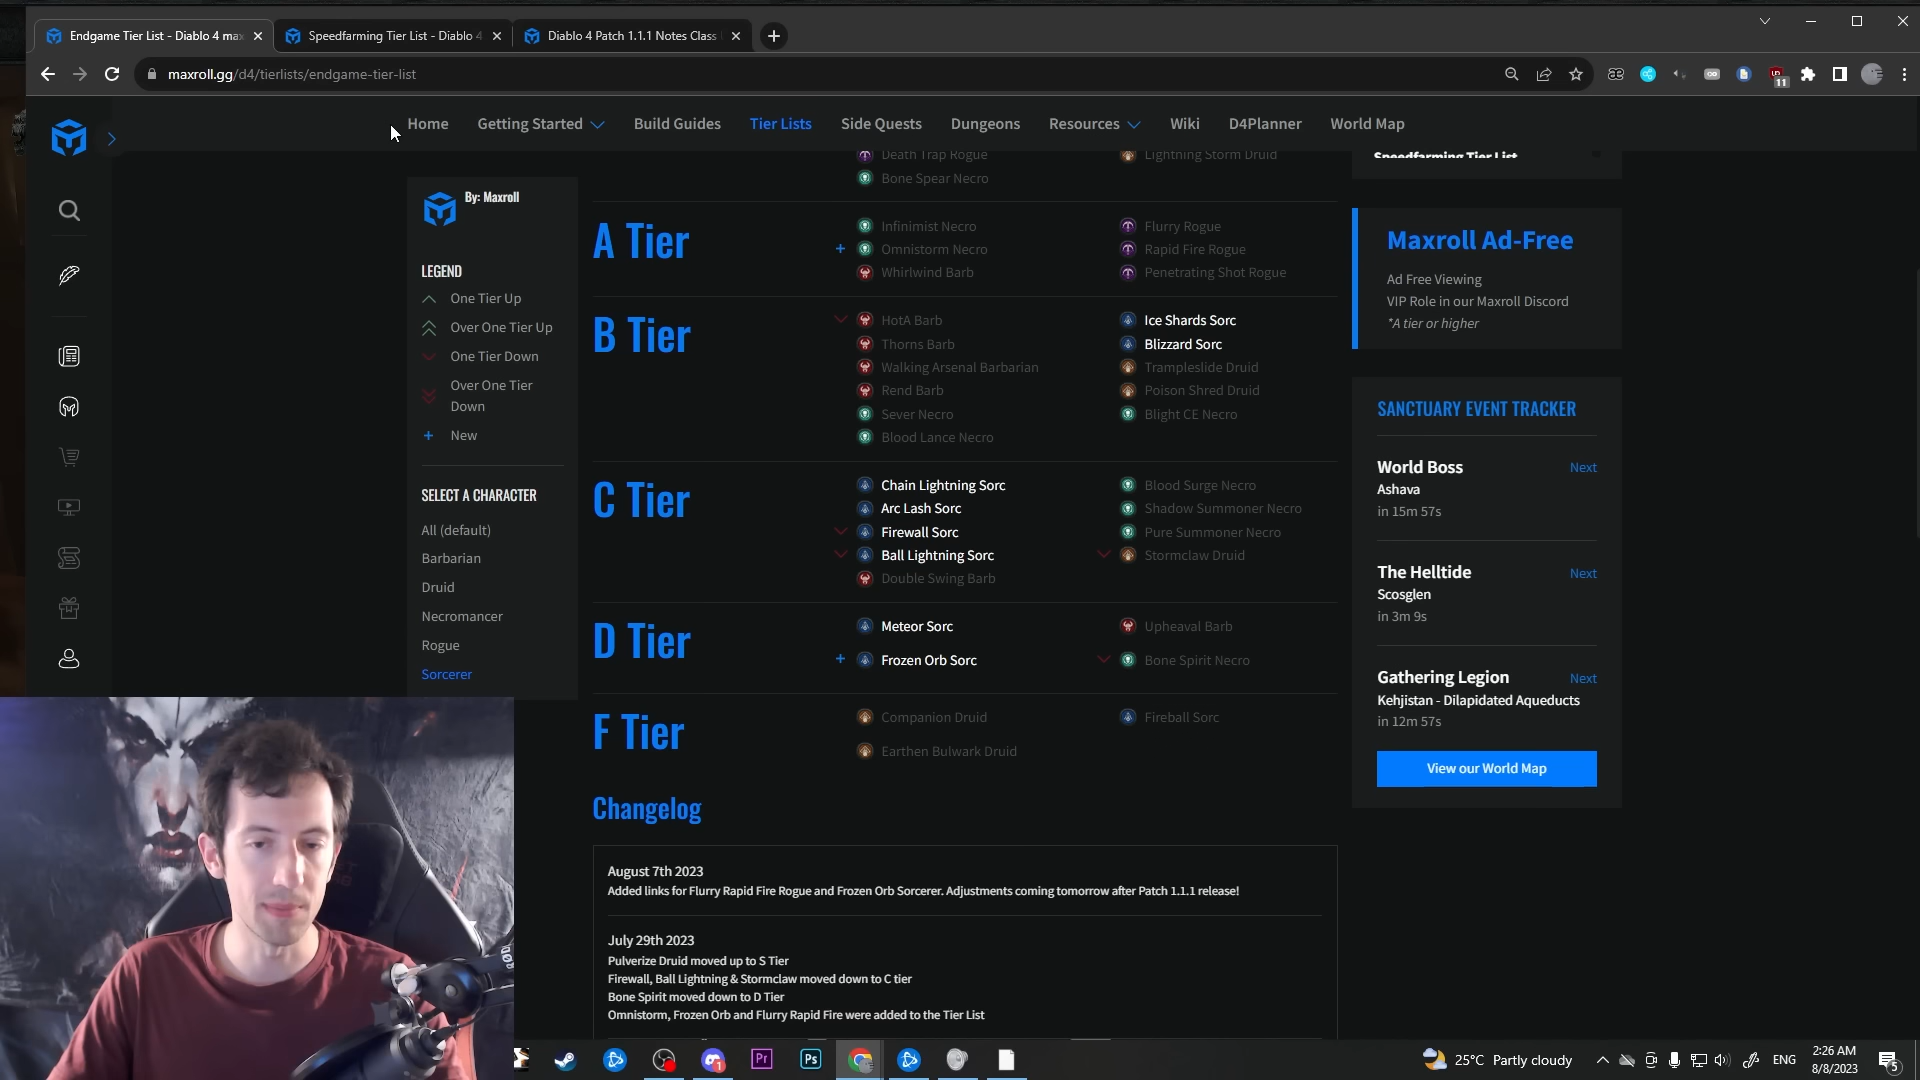 Endgame Tier List - Diablo 4 max
Speedfarming Tier List - Diablo 4
Diablo 4 Patch 1.1.1 Notes Class
maxroll.gg/d4/tierlists/endgame-tier-list
11
Home
Getting Started
Build Guides
Tier Lists
Side Quests
Dungeons
Resources
Wiki
D4Planner
World Map
By: Maxroll
LEGEND
One Tier Up
Over One Tier Up
One Tier Down
Over One Tier
Down
New
SELECT A CHARACTER
All (default)
Barbarian
Druid
Necromancer
Rogue
Sorcerer
Death Trap Rogue
Lightning Storm Druid
Bone Spear Necro
A Tier
Infinimist Necro
Flurry Rogue
Omnistorm Necro
Rapid Fire Rogue
Whirlwind Barb
Penetrating Shot Rogue
B Tier
HotA Barb
Ice Shards Sorc
Thorns Barb
Blizzard Sorc
Walking Arsenal Barbarian
Trampleslide Druid
Rend Barb
Poison Shred Druid
Sever Necro
Blight CE Necro
Blood Lance Necro
C Tier
Chain Lightning Sorc
Blood Surge Necro
Arc Lash Sorc
Shadow Summoner Necro
Firewall Sorc
Pure Summoner Necro
Ball Lightning Sorc
Stormclaw Druid
Double Swing Barb
D Tier
Meteor Sorc
Upheaval Barb
Frozen Orb Sorc
Bone Spirit Necro
F Tier
Companion Druid
Fireball Sorc
Earthen Bulwark Druid
Changelog
August 7th 2023
Added links for Flurry Rapid Fire Rogue and Frozen Orb Sorcerer. Adjustments coming tomorrow after Patch 1.1.1 release!
July 29th 2023
Pulverize Druid moved up to S Tier
Firewall, Ball Lightning & Stormclaw moved down to C tier
Bone Spirit moved down to D Tier
Omnistorm, Frozen Orb and Flurry Rapid Fire were added to the Tier List
Speedfarming Tier List
Maxroll Ad-Free
Ad Free Viewing
VIP Role in our Maxroll Discord
*A tier or higher
SANCTUARY EVENT TRACKER
World Boss
Next
Ashava
in 15m 57s
The Helltide
Next
Scosglen
in 3m 9s
Gathering Legion
Next
Kehjistan - Dilapidated Aqueducts
in 12m 57s
View our World Map
1
Pr
Ps
25°C Partly cloudy
ENG
2:26 AM
8/8/2023
5